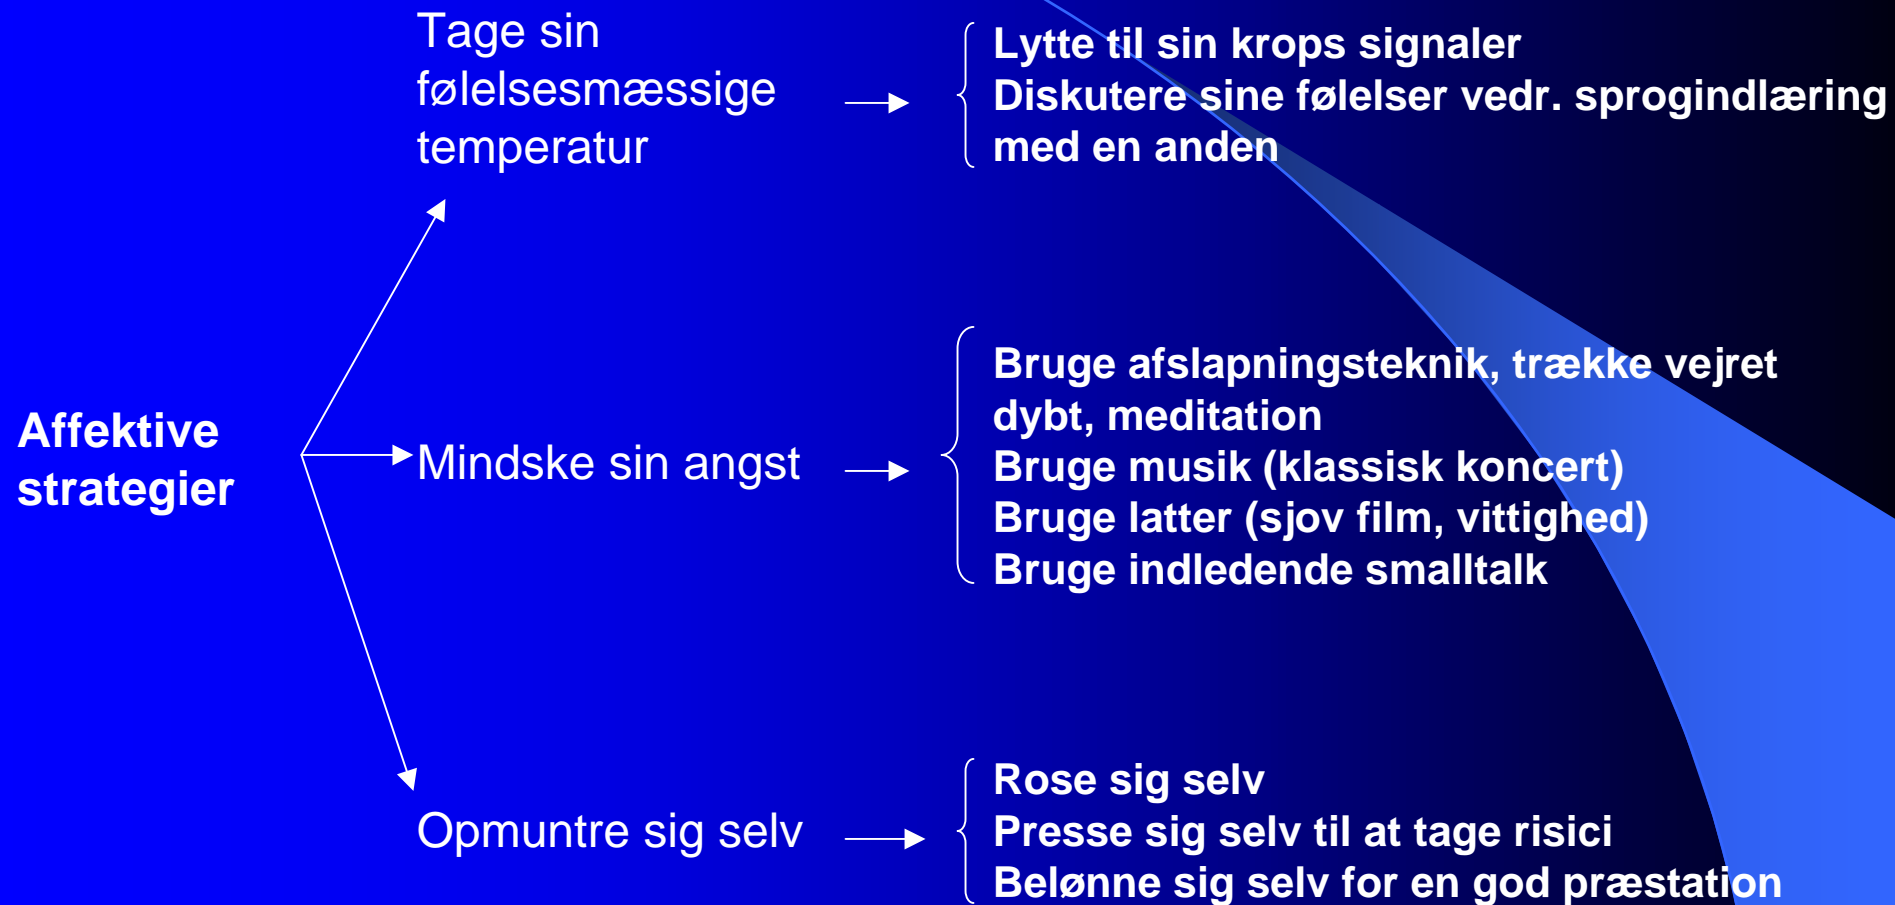 Tage sin
følelsesmæssige
temperatur
Lytte til sin krops signaler
Diskutere sine følelser vedr. sprogindlæring
med en anden
Affektive
strategier
Mindske sin angst
Bruge afslapningsteknik, trække vejret
dybt, meditation
Bruge musik (klassisk koncert)
Bruge latter (sjov film, vittighed)
Bruge indledende smalltalk
Opmuntre sig selv
Rose sig selv
Presse sig selv til at tage risici
Belønne sig selv for en god præstation